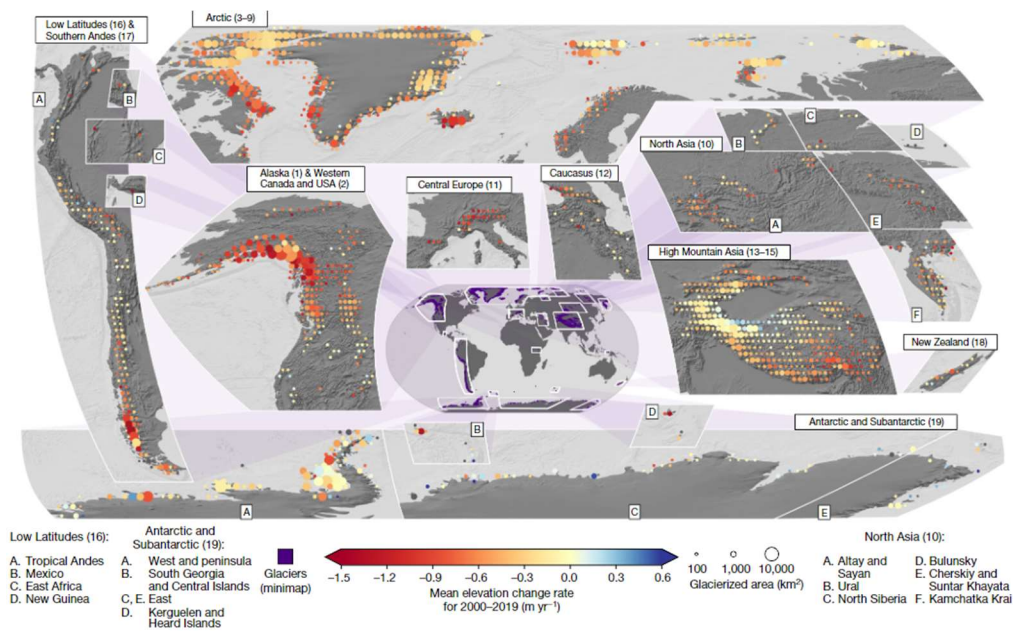 Low Latitudes (16) &
Southern Andes (17)
Arctic (3–9)
A
B
C
D
Alaska (1) & Western
Canada and USA (2)
Central Europe (11)
Caucasus (12)
North Asia (10)
B
C
D
A
E
F
High Mountain Asia (13–15)
New Zealand (18)
Antarctic and Subantarctic (19)
A
B
C
D
E
Low Latitudes (16):
A. Tropical Andes
B. Mexico
C. East Africa
D. New Guinea
Antarctic and
Subantarctic (19):
A. West and peninsula
B. South Georgia
and Central Islands
C, E. East
D. Kerguelen and
Heard Islands
Glaciers
(minimap)
−1.5 −1.2 −0.9 −0.6 −0.3 0.0 0.3 0.6
Mean elevation change rate
for 2000–2019 (m yr⁻¹)
100 1,000 10,000
Glacierized area (km²)
North Asia (10):
A. Altay and
Sayan
B. Ural
C. North Siberia
D. Bulunsky
E. Cherskiy and
Suntar Khayata
F. Kamchatka Krai